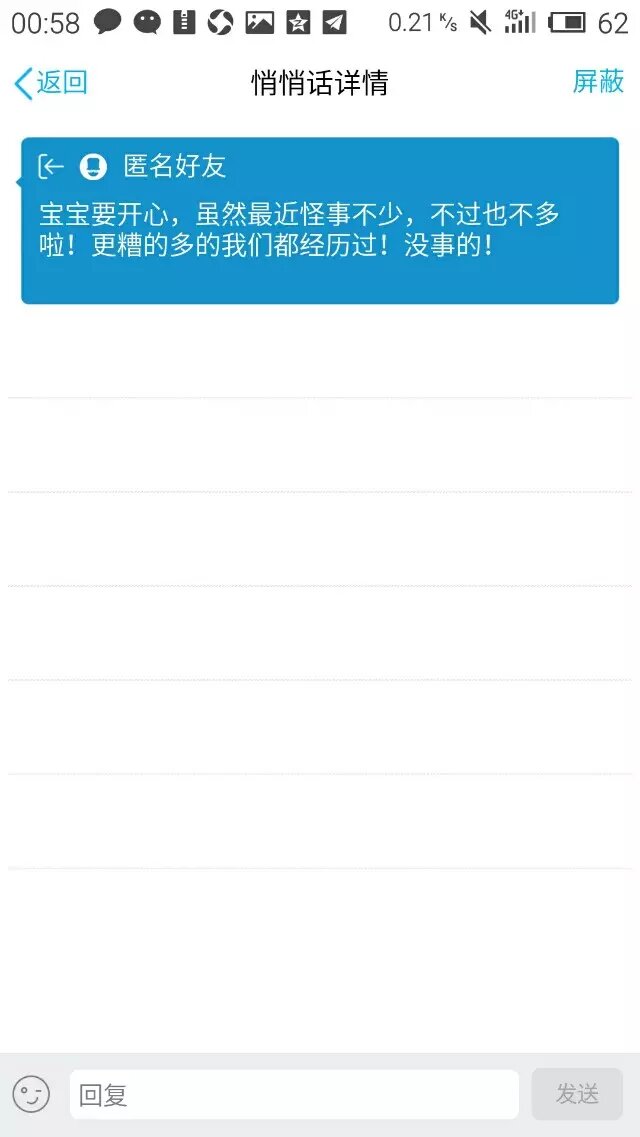 00:58 0.21 K/s 4G+ 62
返回 悄悄话详情 屏蔽
匿名好友
宝宝要开心，虽然最近怪事不少，不过也不多
啦！更糟的多的我们都经历过！没事的！
回复 发送